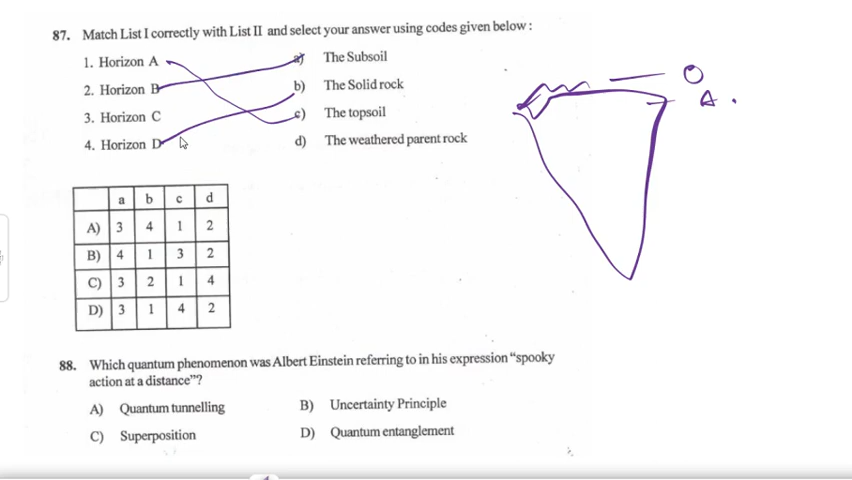 87. Match List I correctly with List II and select your answer using codes given below :
1. Horizon A a) The Subsoil
2. Horizon B b) The Solid rock
3. Horizon C c) The topsoil
4. Horizon D d) The weathered parent rock
O
A .
a b c d
A) 3 4 1 2
B) 4 1 3 2
C) 3 2 1 4
D) 3 1 4 2
88. Which quantum phenomenon was Albert Einstein referring to in his expression "spooky
action at a distance"?
A) Quantum tunnelling B) Uncertainty Principle
C) Superposition D) Quantum entanglement